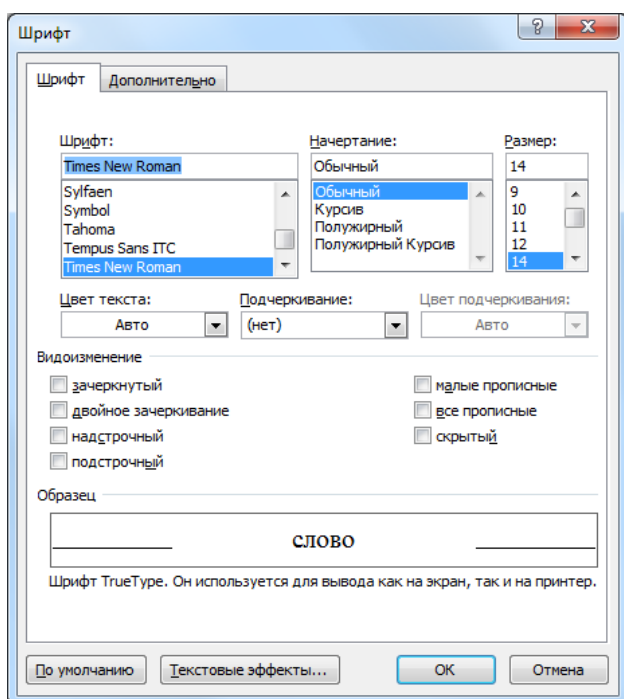 Шрифт
Шрифт Дополнительно
Шрифт: Начертание: Размер:
Times New Roman Обычный 14
Sylfaen Обычный 9
Symbol Курсив 10
Tahoma Полужирный 11
Tempus Sans ITC Полужирный Курсив 12
Times New Roman 14
Цвет текста: Подчеркивание: Цвет подчеркивания:
Авто (нет) Авто
Видоизменение
зачеркнутый малые прописные
двойное зачеркивание все прописные
надстрочный скрытый
подстрочный
Образец
слово
Шрифт TrueType. Он используется для вывода как на экран, так и на принтер.
По умолчанию Текстовые эффекты... ОК Отмена